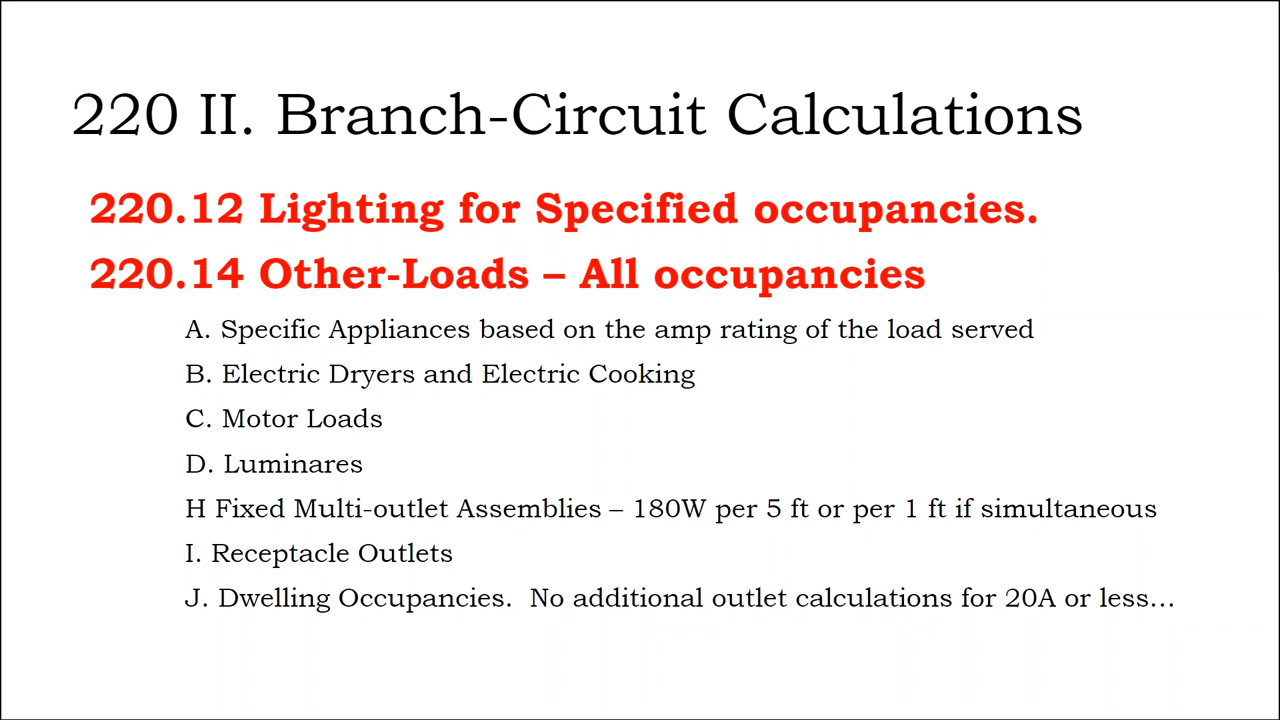 220 II. Branch-Circuit Calculations
220.12 Lighting for Specified occupancies.
220.14 Other-Loads – All occupancies
A. Specific Appliances based on the amp rating of the load served
B. Electric Dryers and Electric Cooking
C. Motor Loads
D. Luminares
H Fixed Multi-outlet Assemblies – 180W per 5 ft or per 1 ft if simultaneous
I. Receptacle Outlets
J. Dwelling Occupancies.  No additional outlet calculations for 20A or less…